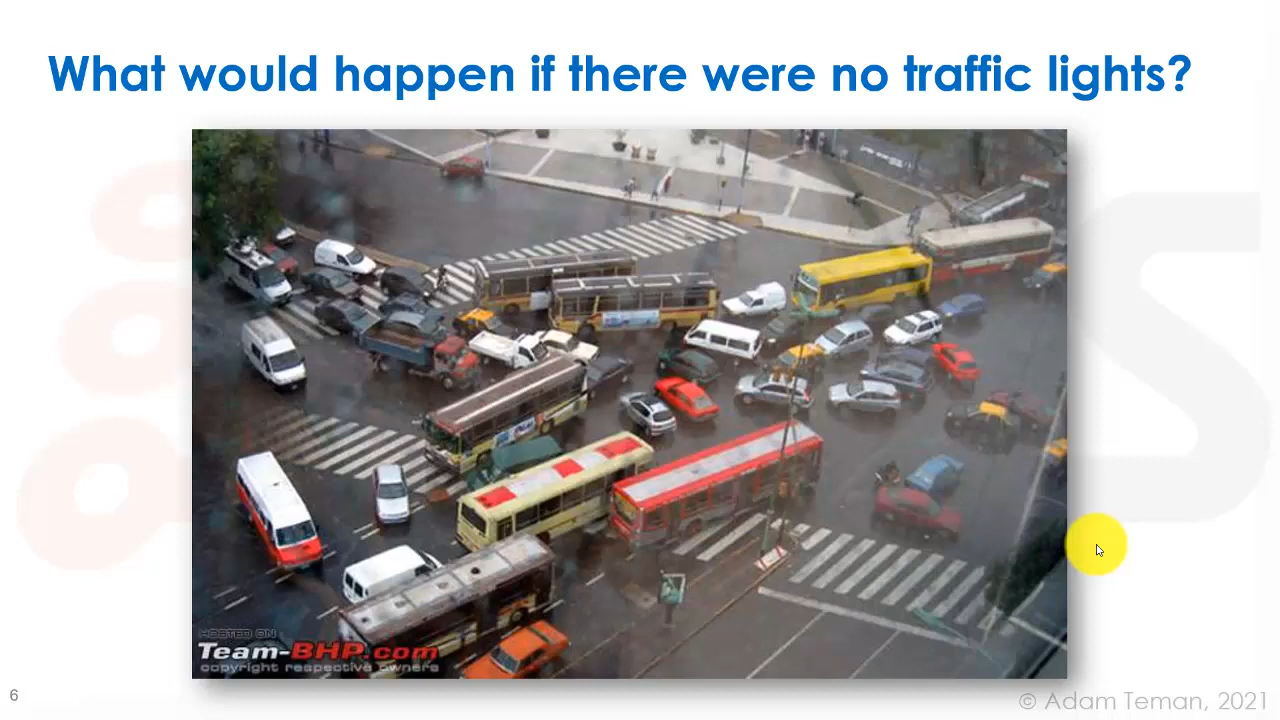 What would happen if there were no traffic lights?
HOSTED ON
Team-BHP.com
copyright respective owners
6
© Adam Teman, 2021